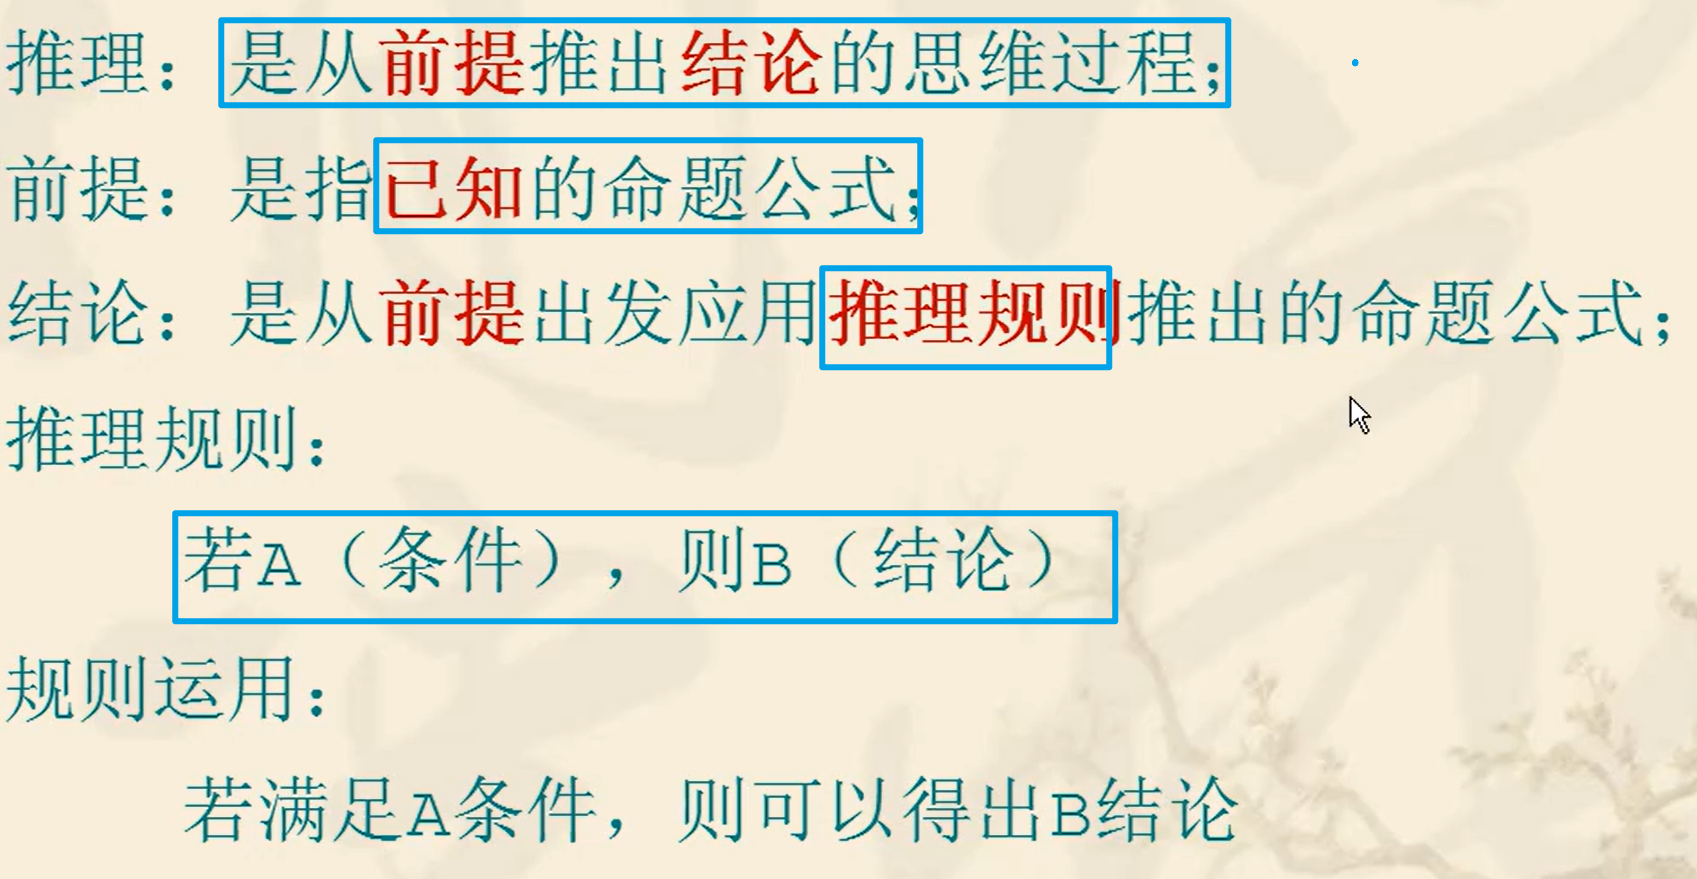 推理：是从前提推出结论的思维过程；
前提：是指已知的命题公式；
结论：是从前提出发应用推理规则推出的命题公式；
推理规则：
若A（条件），则B（结论）
规则运用：
若满足A条件，则可以得出B结论